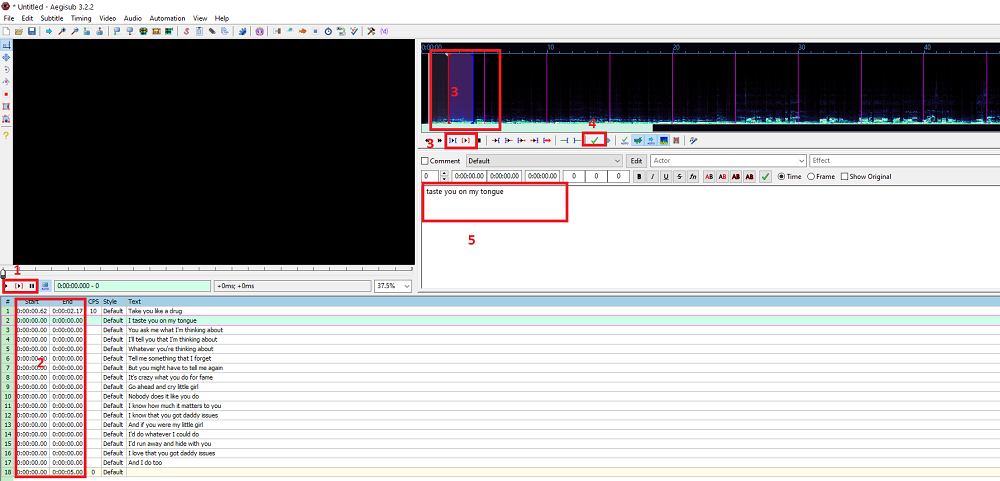 * Untitled - Aegisub 3.2.2
File Edit Subtitle Timing Video Audio Automation View Help
0:00:00 10 20 30 40
3
4
3
Comment Default Edit Actor Effect
0 0:00:00.00 0:00:00.00 0:00:00.00 0 0 0 B I U S fn AB AB AB AB Time Frame Show Original
taste you on my tongue
5
1
0:00:00.000 - 0 +0ms; +0ms 37.5%
# Start End CPS Style Text
1 0:00:00.62 0:00:02.17 10 Default Take you like a drug
2 0:00:00.00 0:00:00.00 Default I taste you on my tongue
3 0:00:00.00 0:00:00.00 Default You ask me what I'm thinking about
4 0:00:00.00 0:00:00.00 Default I'll tell you that I'm thinking about
5 0:00:00.00 0:00:00.00 Default Whatever you're thinking about
6 0:00:00.00 0:00:00.00 Default Tell me something that I forget
2
7 0:00:00.00 0:00:00.00 Default But you might have to tell me again
8 0:00:00.00 0:00:00.00 Default It's crazy what you do for fame
9 0:00:00.00 0:00:00.00 Default Go ahead and cry little girl
10 0:00:00.00 0:00:00.00 Default Nobody does it like you do
11 0:00:00.00 0:00:00.00 Default I know how much it matters to you
12 0:00:00.00 0:00:00.00 Default I know that you got daddy issues
13 0:00:00.00 0:00:00.00 Default And if you were my little girl
14 0:00:00.00 0:00:00.00 Default I'd do whatever I could do
15 0:00:00.00 0:00:00.00 Default I'd run away and hide with you
16 0:00:00.00 0:00:00.00 Default I love that you got daddy issues
17 0:00:00.00 0:00:00.00 Default And I do too
18 0:00:00.00 0:00:05.00 0 Default